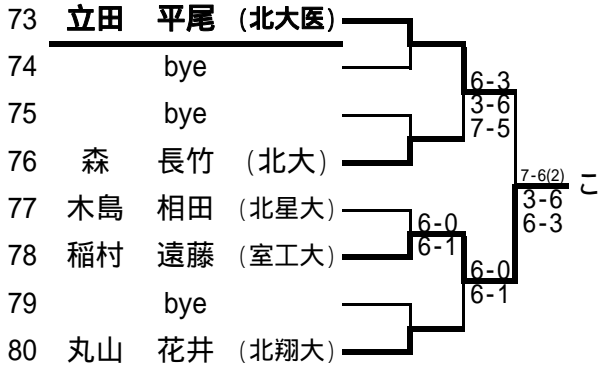 73 立田 平尾 (北大医)
74 bye
6-3
3-6
7-5
75 bye
76 森 長竹 (北大)
7-6(2)
3-6
6-3
こ
77 木島 相田 (北星大)
6-0
6-1
78 稲村 遠藤 (室工大)
6-0
6-1
79 bye
80 丸山 花井 (北翔大)